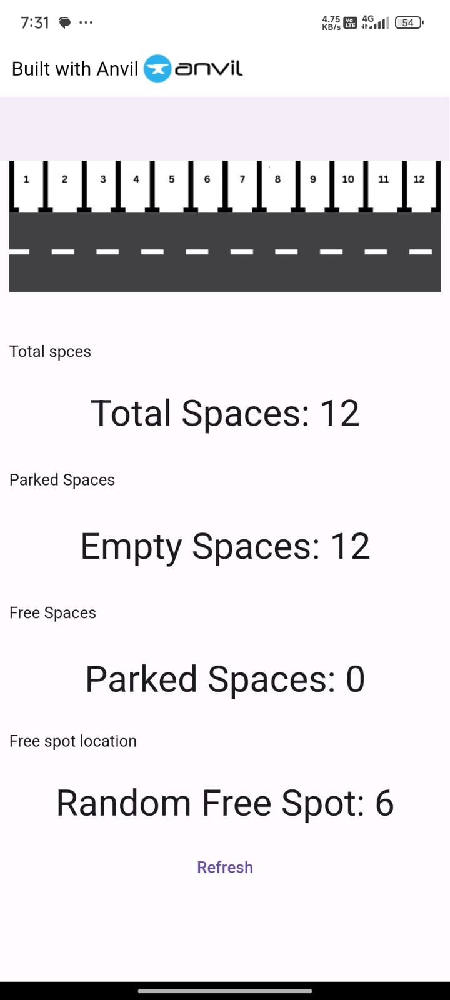 7:31 ... 4.75 KB/s Vo LTE 4G 54
Built with Anvil anvil
1 2 3 4 5 6 7 8 9 10 11 12
Total spces
Total Spaces: 12
Parked Spaces
Empty Spaces: 12
Free Spaces
Parked Spaces: 0
Free spot location
Random Free Spot: 6
Refresh